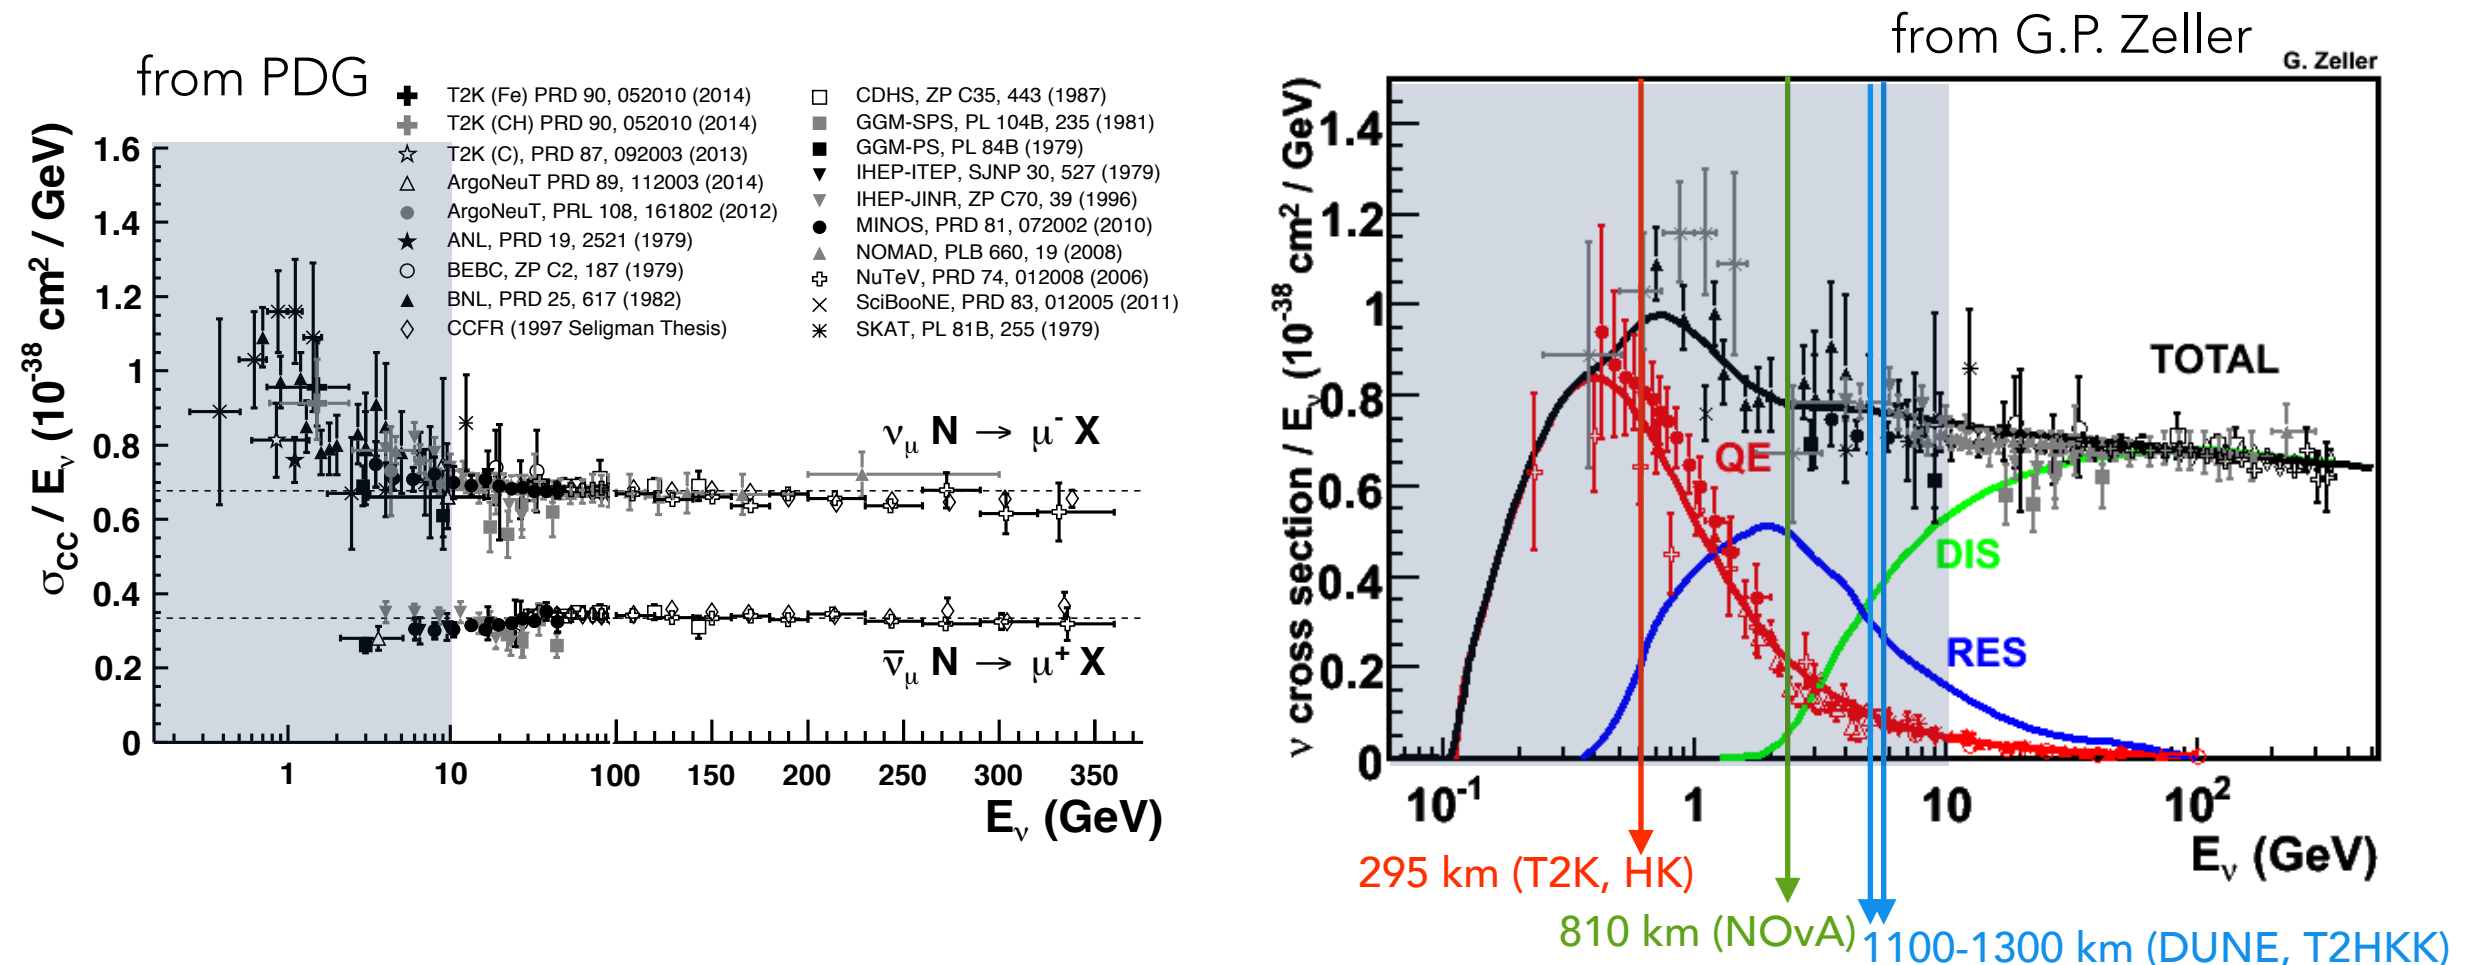 from PDG
T2K (Fe) PRD 90, 052010 (2014)
T2K (CH) PRD 90, 052010 (2014)
T2K (C), PRD 87, 092003 (2013)
ArgoNeuT PRD 89, 112003 (2014)
ArgoNeuT, PRL 108, 161802 (2012)
ANL, PRD 19, 2521 (1979)
BEBC, ZP C2, 187 (1979)
BNL, PRD 25, 617 (1982)
CCFR (1997 Seligman Thesis)
CDHS, ZP C35, 443 (1987)
GGM-SPS, PL 104B, 235 (1981)
GGM-PS, PL 84B (1979)
IHEP-ITEP, SJNP 30, 527 (1979)
IHEP-JINR, ZP C70, 39 (1996)
MINOS, PRD 81, 072002 (2010)
NOMAD, PLB 660, 19 (2008)
NuTeV, PRD 74, 012008 (2006)
SciBooNE, PRD 83, 012005 (2011)
SKAT, PL 81B, 255 (1979)
σCC / Eν (10-38 cm2 / GeV)
1.6
1.4
1.2
1
0.8
0.6
0.4
0.2
0
νμ N → μ- X
ν̅μ N → μ+ X
1 10 100 150 200 250 300 350
Eν (GeV)
from G.P. Zeller
G. Zeller
ν cross section / Eν (10-38 cm2 / GeV)
1.4
1.2
1
0.8
0.6
0.4
0.2
0
TOTAL
QE
DIS
RES
10-1 1 10 102
Eν (GeV)
295 km (T2K, HK)
810 km (NOvA)
1100-1300 km (DUNE, T2HKK)